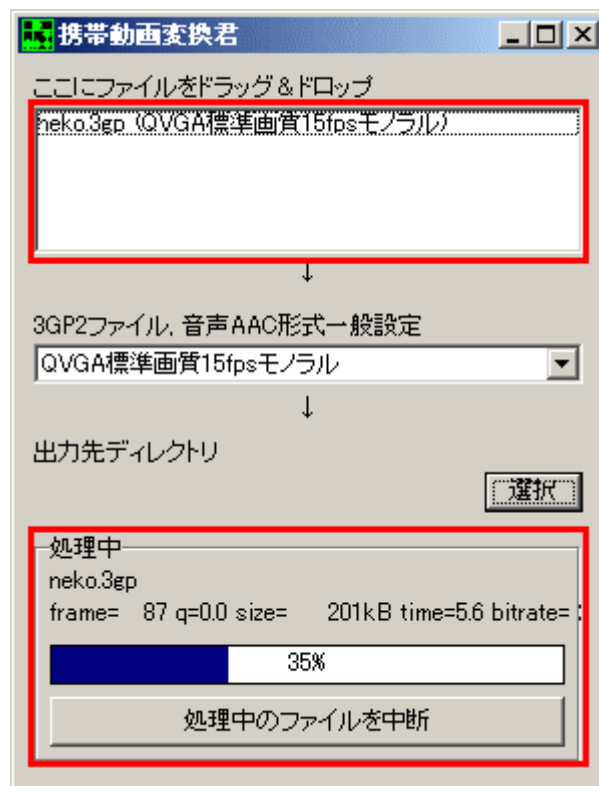 携帯動画変換君
ここにファイルをドラッグ&ドロップ
neko.3gp (QVGA標準画質15fpsモノラル)
↓
3GP2ファイル, 音声AAC形式一般設定
QVGA標準画質15fpsモノラル
↓
出力先ディレクトリ
選択
処理中
neko.3gp
frame= 87 q=0.0 size= 201kB time=5.6 bitrate=
35%
処理中のファイルを中断